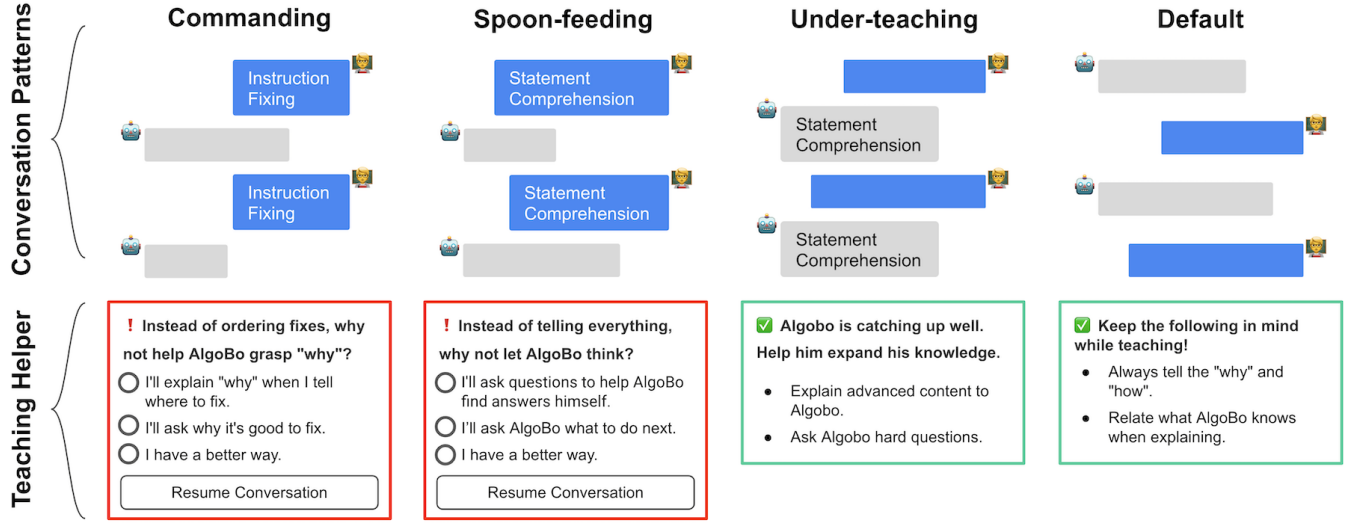 Commanding
Spoon-feeding
Under-teaching
Default
Conversation Patterns
Instruction
Fixing
Instruction
Fixing
Statement
Comprehension
Statement
Comprehension
Statement
Comprehension
Statement
Comprehension
Teaching Helper
❗ Instead of ordering fixes, why
not help AlgoBo grasp "why"?
I'll explain "why" when I tell
where to fix.
I'll ask why it's good to fix.
I have a better way.
Resume Conversation
❗ Instead of telling everything,
why not let AlgoBo think?
I'll ask questions to help AlgoBo
find answers himself.
I'll ask AlgoBo what to do next.
I have a better way.
Resume Conversation
✅ Algobo is catching up well.
Help him expand his knowledge.
• Explain advanced content to
Algobo.
• Ask Algobo hard questions.
✅ Keep the following in mind
while teaching!
• Always tell the "why" and
"how".
• Relate what AlgoBo knows
when explaining.